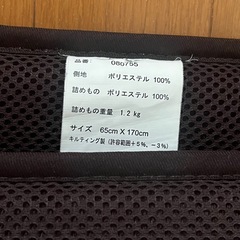 品番 080755
側地 ポリエステル 100%
詰めもの ポリエステル 100%
詰めもの重量 1.2kg
サイズ 65cm X 170cm
キルティング製（許容範囲＋5％、－3％）